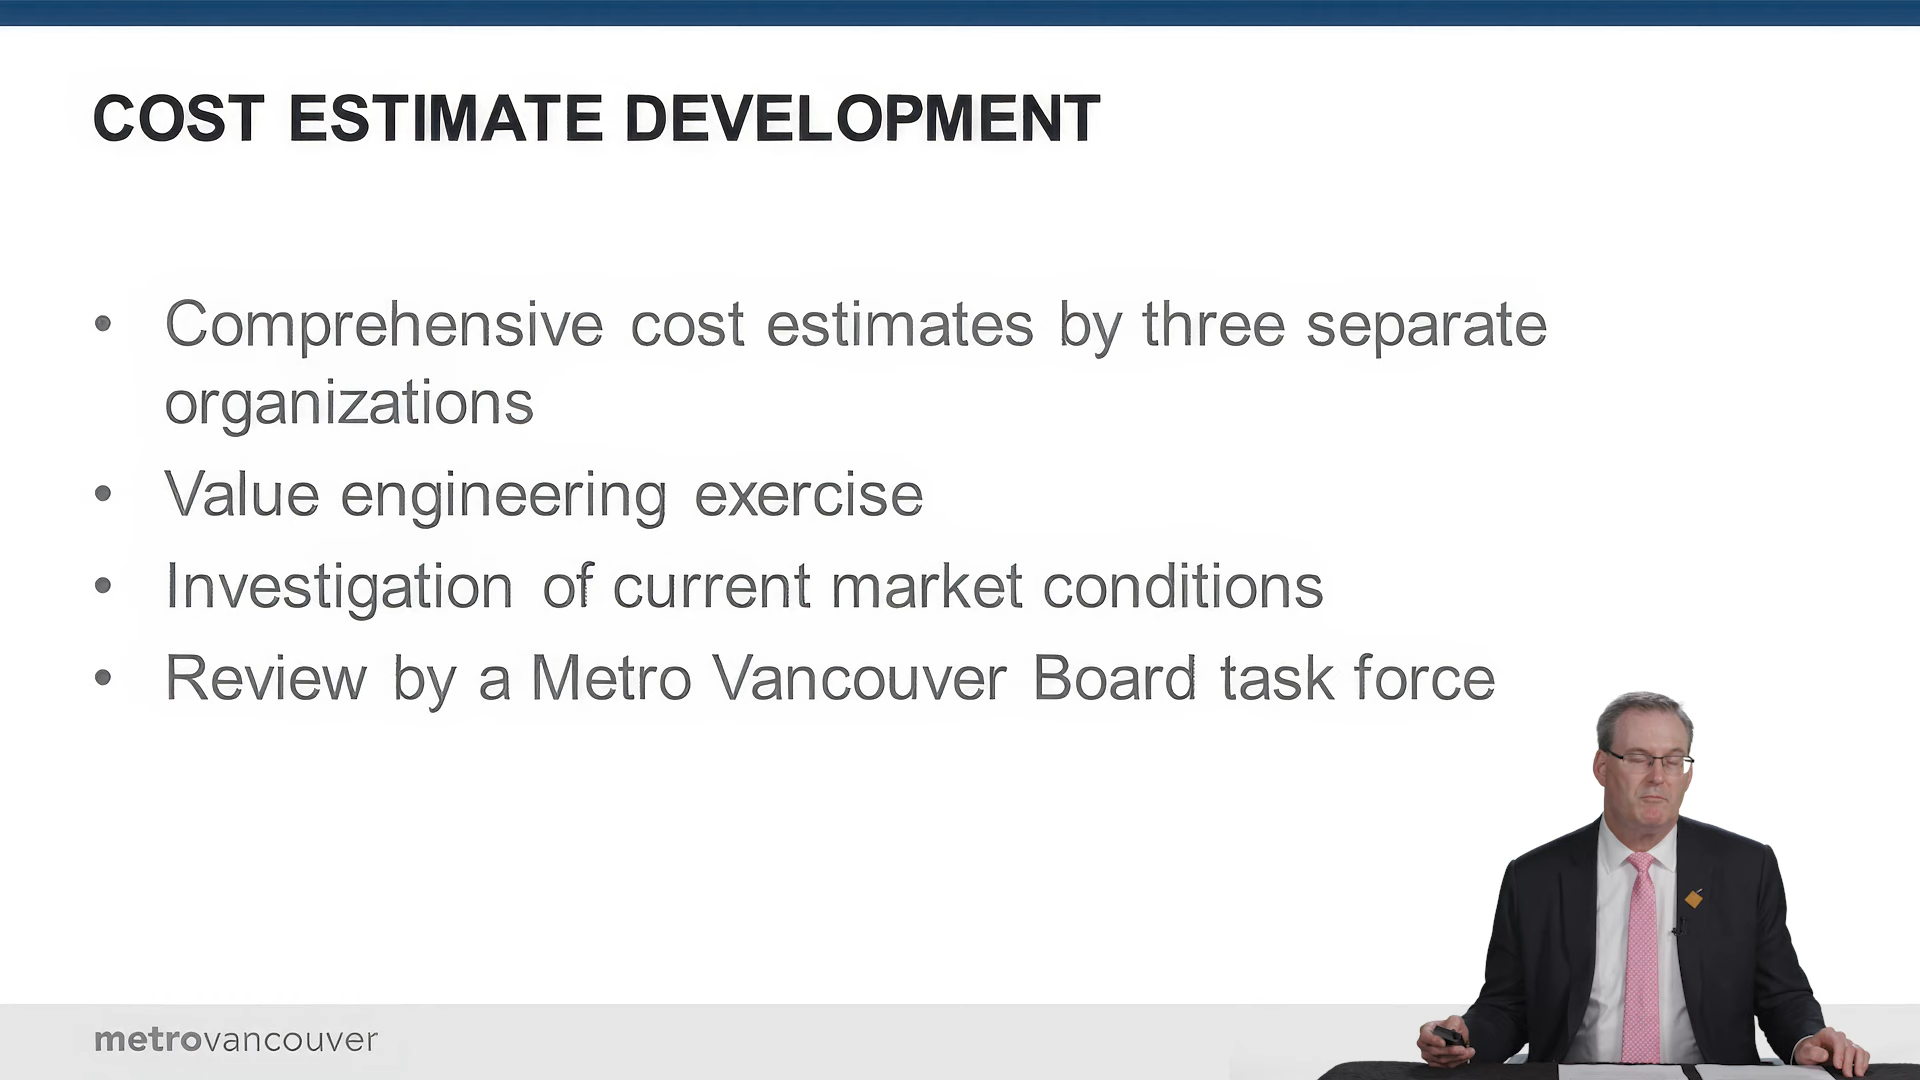 COST ESTIMATE DEVELOPMENT
• Comprehensive cost estimates by three separate
organizations
• Value engineering exercise
• Investigation of current market conditions
• Review by a Metro Vancouver Board task force
metrovancouver